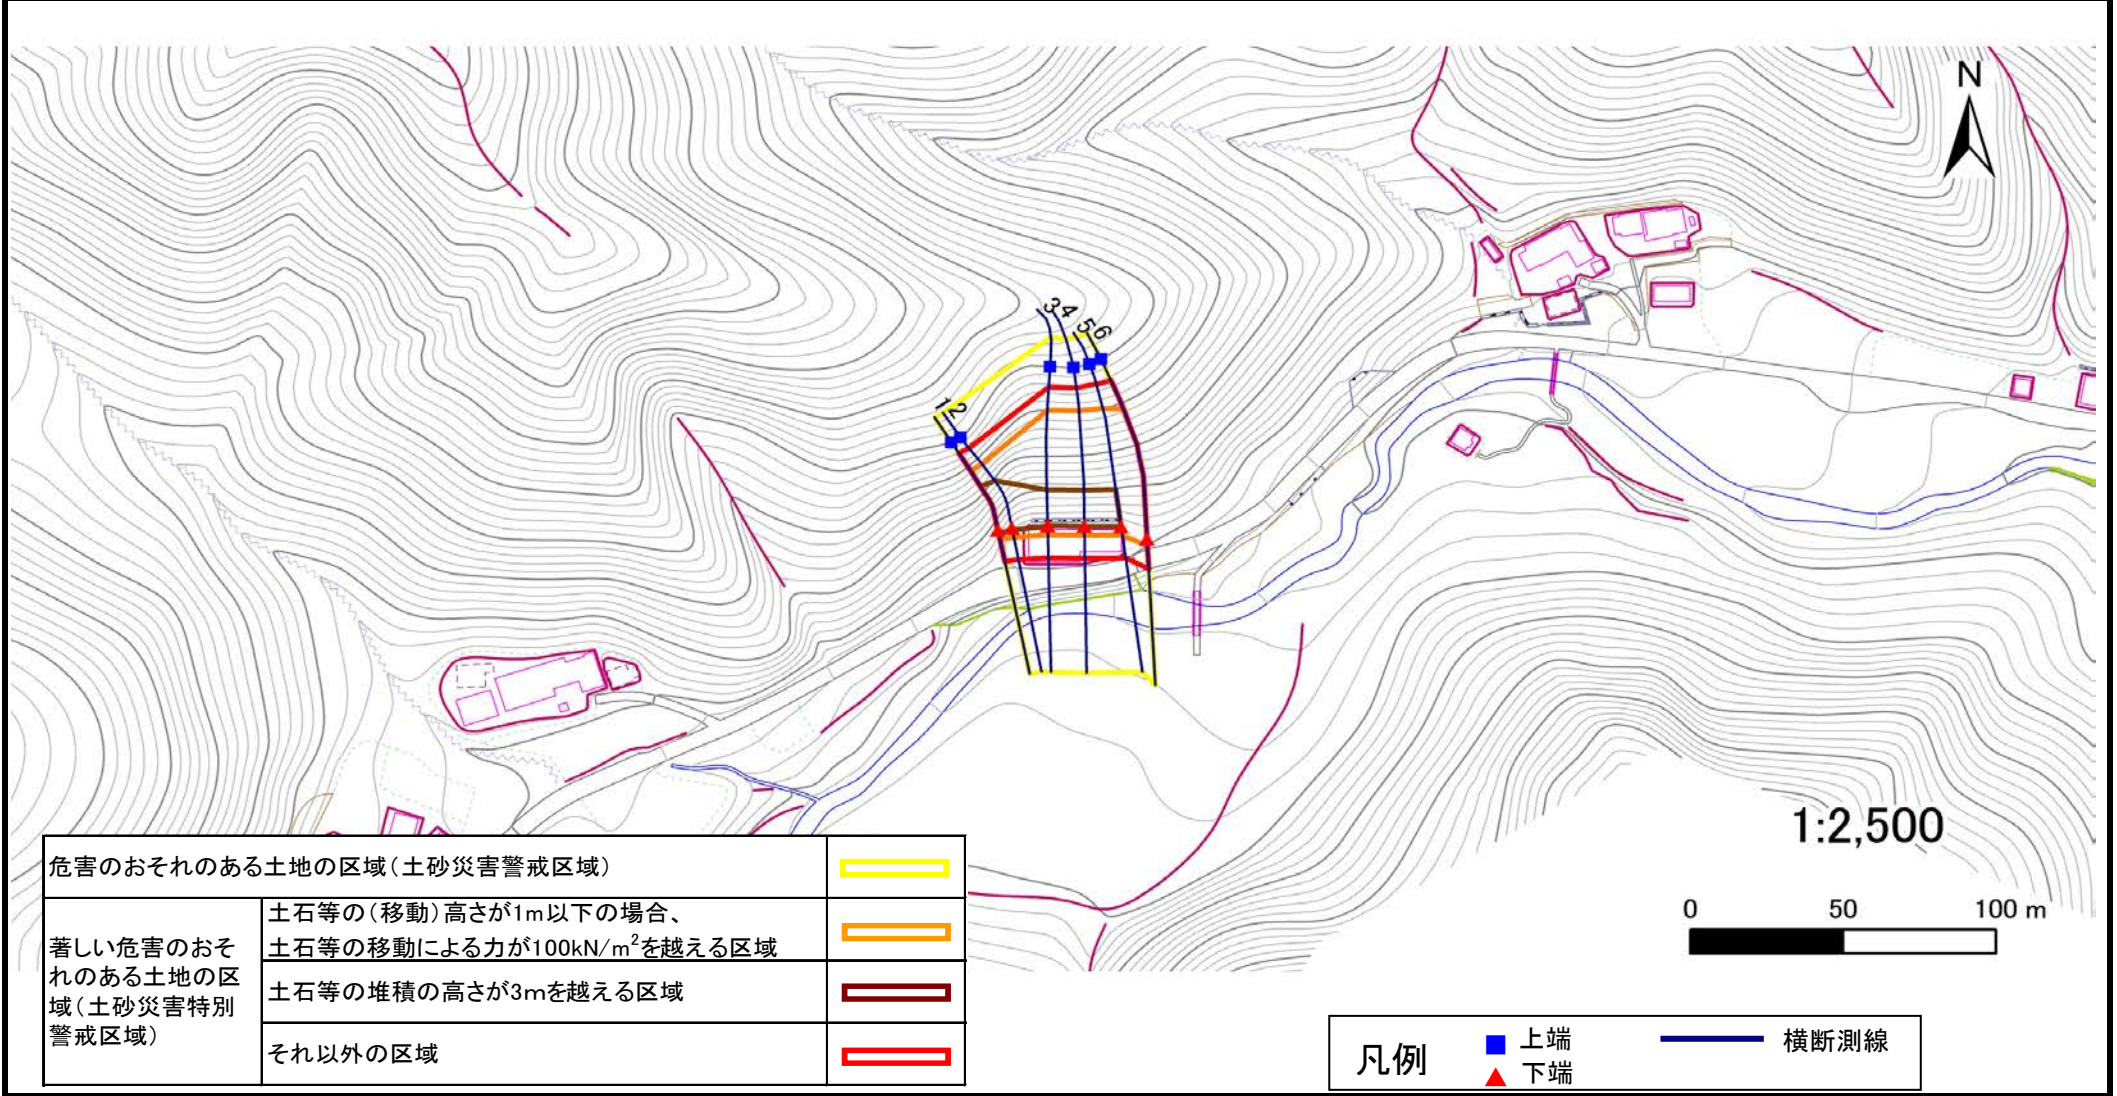 N
3 4
5 6
1 2
1:2,500
0 50 100 m
危害のおそれのある土地の区域(土砂災害警戒区域)
著しい危害のおそ
れのある土地の区
域(土砂災害特別
警戒区域)
土石等の(移動)高さが1m以下の場合、
土石等の移動による力が100kN/m²を越える区域
土石等の堆積の高さが3mを越える区域
それ以外の区域
凡例
上端
下端
横断測線